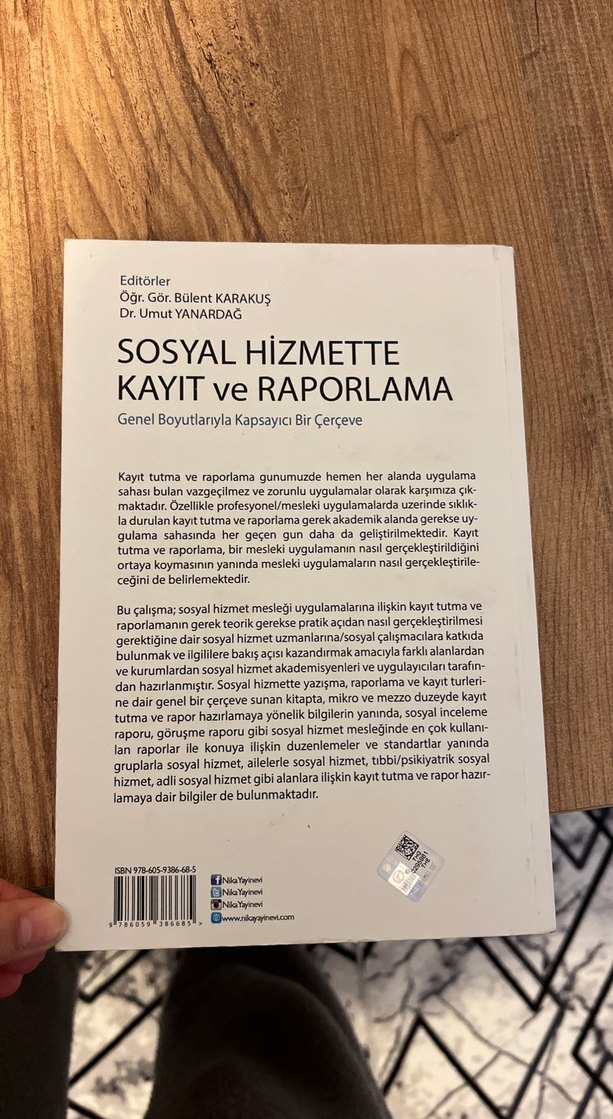 Editörler
Öğr. Gör. Bülent KARAKUŞ
Dr. Umut YANARDAĞ
SOSYAL HİZMETTE
KAYIT ve RAPORLAMA
Genel Boyutlarıyla Kapsayıcı Bir Çerçeve
Kayıt tutma ve raporlama gunumuzde hemen her alanda uygulama
sahası bulan vazgeçilmez ve zorunlu uygulamalar olarak karşımıza çık-
maktadır. Özellikle profesyonel/mesleki uygulamalarda uzerinde sıklık-
la durulan kayıt tutma ve raporlama gerek akademik alanda gerekse uy-
gulama sahasında her geçen gun daha da geliştirilmektedir. Kayıt
tutma ve raporlama, bir mesleki uygulamanın nasıl gerçekleştirildiğini
ortaya koymasının yanında mesleki uygulamaların nasıl gerçekleştirile-
ceğini de belirlemektedir.
Bu çalışma; sosyal hizmet mesleği uygulamalarına ilişkin kayıt tutma ve
raporlamanın gerek teorik gerekse pratik açıdan nasıl gerçekleştirilmesi
gerektiğine dair sosyal hizmet uzmanlarına/sosyal çalışmacılara katkıda
bulunmak ve ilgililere bakış açısı kazandırmak amacıyla farklı alanlardan
ve kurumlardan sosyal hizmet akademisyenleri ve uygulayıcıları tarafın-
dan hazırlanmıştır. Sosyal hizmette yazışma, raporlama ve kayıt turleri-
ne dair genel bir çerçeve sunan kitapta, mikro ve mezzo duzeyde kayıt
tutma ve rapor hazırlamaya yönelik bilgilerin yanında, sosyal inceleme
raporu, görüşme raporu gibi sosyal hizmet mesleğinde en çok kullanı-
lan raporlar ile konuya ilişkin duzenlemeler ve standartlar yanında
gruplarla sosyal hizmet, ailelerle sosyal hizmet, tıbbi/psikiyatrik sosyal
hizmet, adli sosyal hizmet gibi alanlara ilişkin kayıt tutma ve rapor hazır-
lamaya dair bilgiler de bulunmaktadır.
ISBN 978-605-9386-68-5
9 786059 386685 >
NikaYayinevi
NikaYayinevi
NikaYayinevi
www.nikayayinevi.com